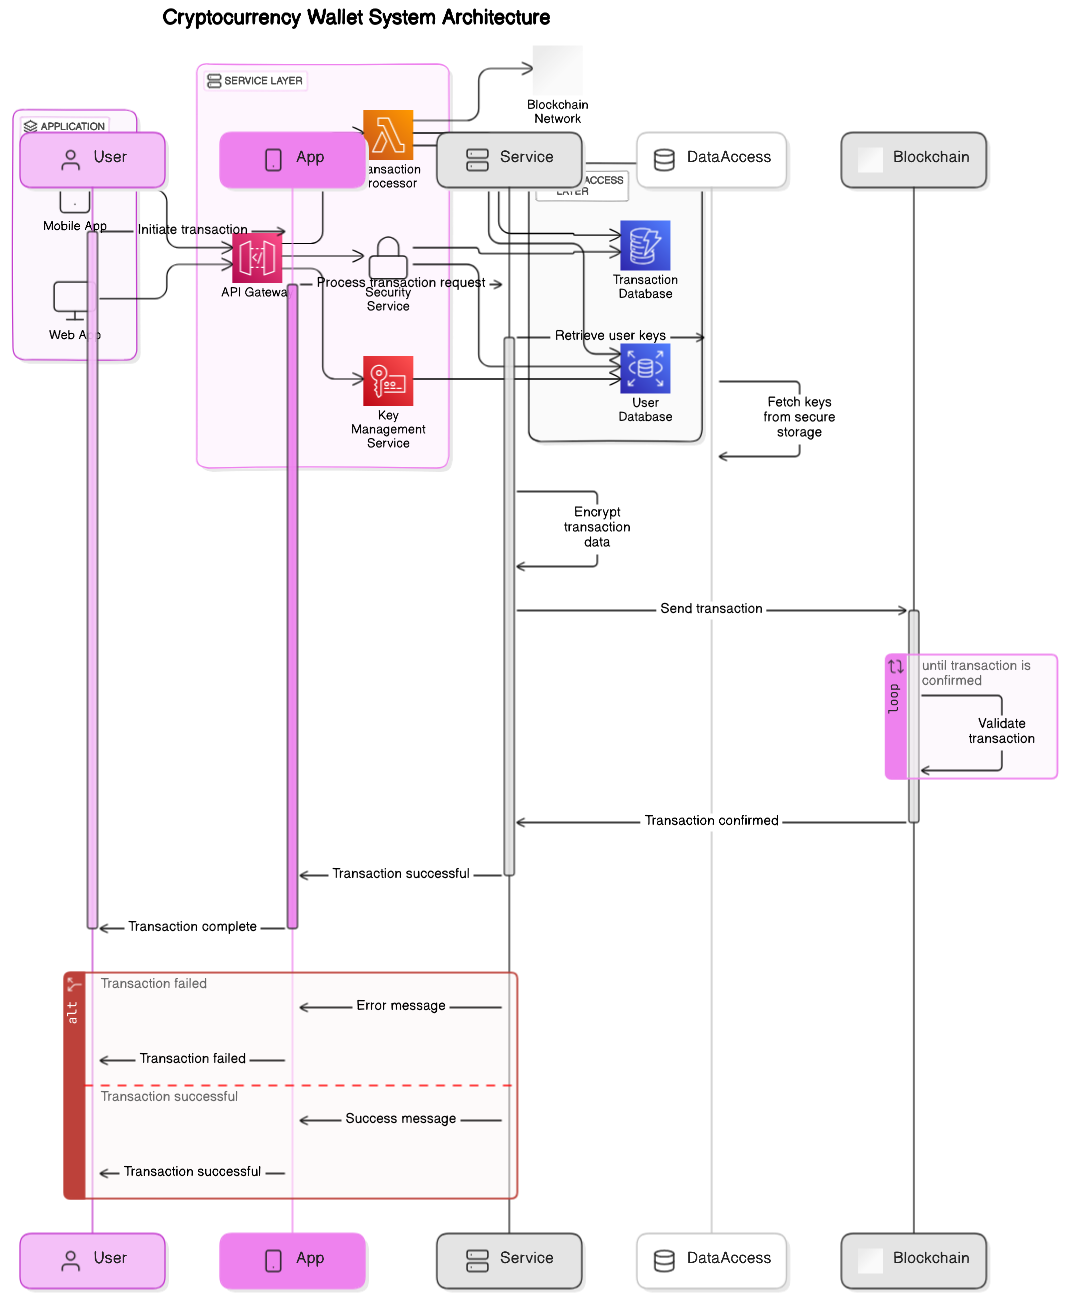 Cryptocurrency Wallet System Architecture
SERVICE LAYER
Blockchain
Network
APPLICATION
User
App
Service
DataAccess
Blockchain
ACCESS
LAYER
Mobile App
Initiate transaction
API Gateway
Process transaction request
Security
Service
Transaction
Database
Web App
Retrieve user keys
Key
Management
Service
User
Database
Fetch keys
from secure
storage
Encrypt
transaction
data
Send transaction
loop
until transaction is
confirmed
Validate
transaction
Transaction confirmed
Transaction successful
Transaction complete
alt
Transaction failed
Error message
Transaction failed
Transaction successful
Success message
Transaction successful
User
App
Service
DataAccess
Blockchain